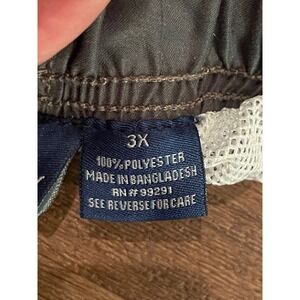 3X
100% POLYESTER
MADE IN BANGLADESH
RN # 99291
SEE REVERSE FOR CARE